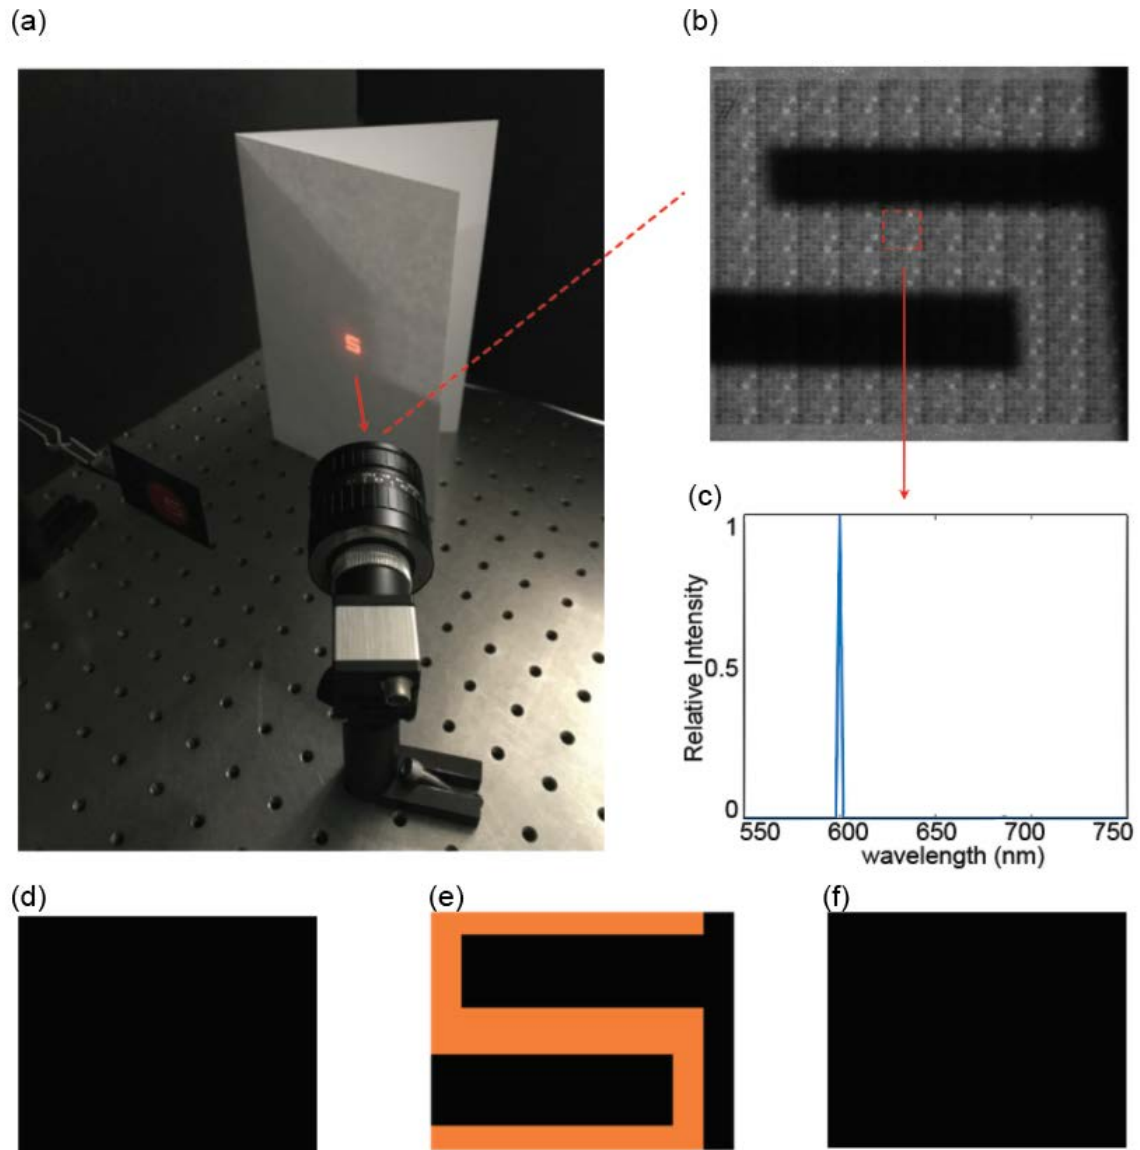 (a)
(b)
S
(c)
1
0.5
0
Relative Intensity
550 600 650 700 750
wavelength (nm)
(d)
(e)
(f)